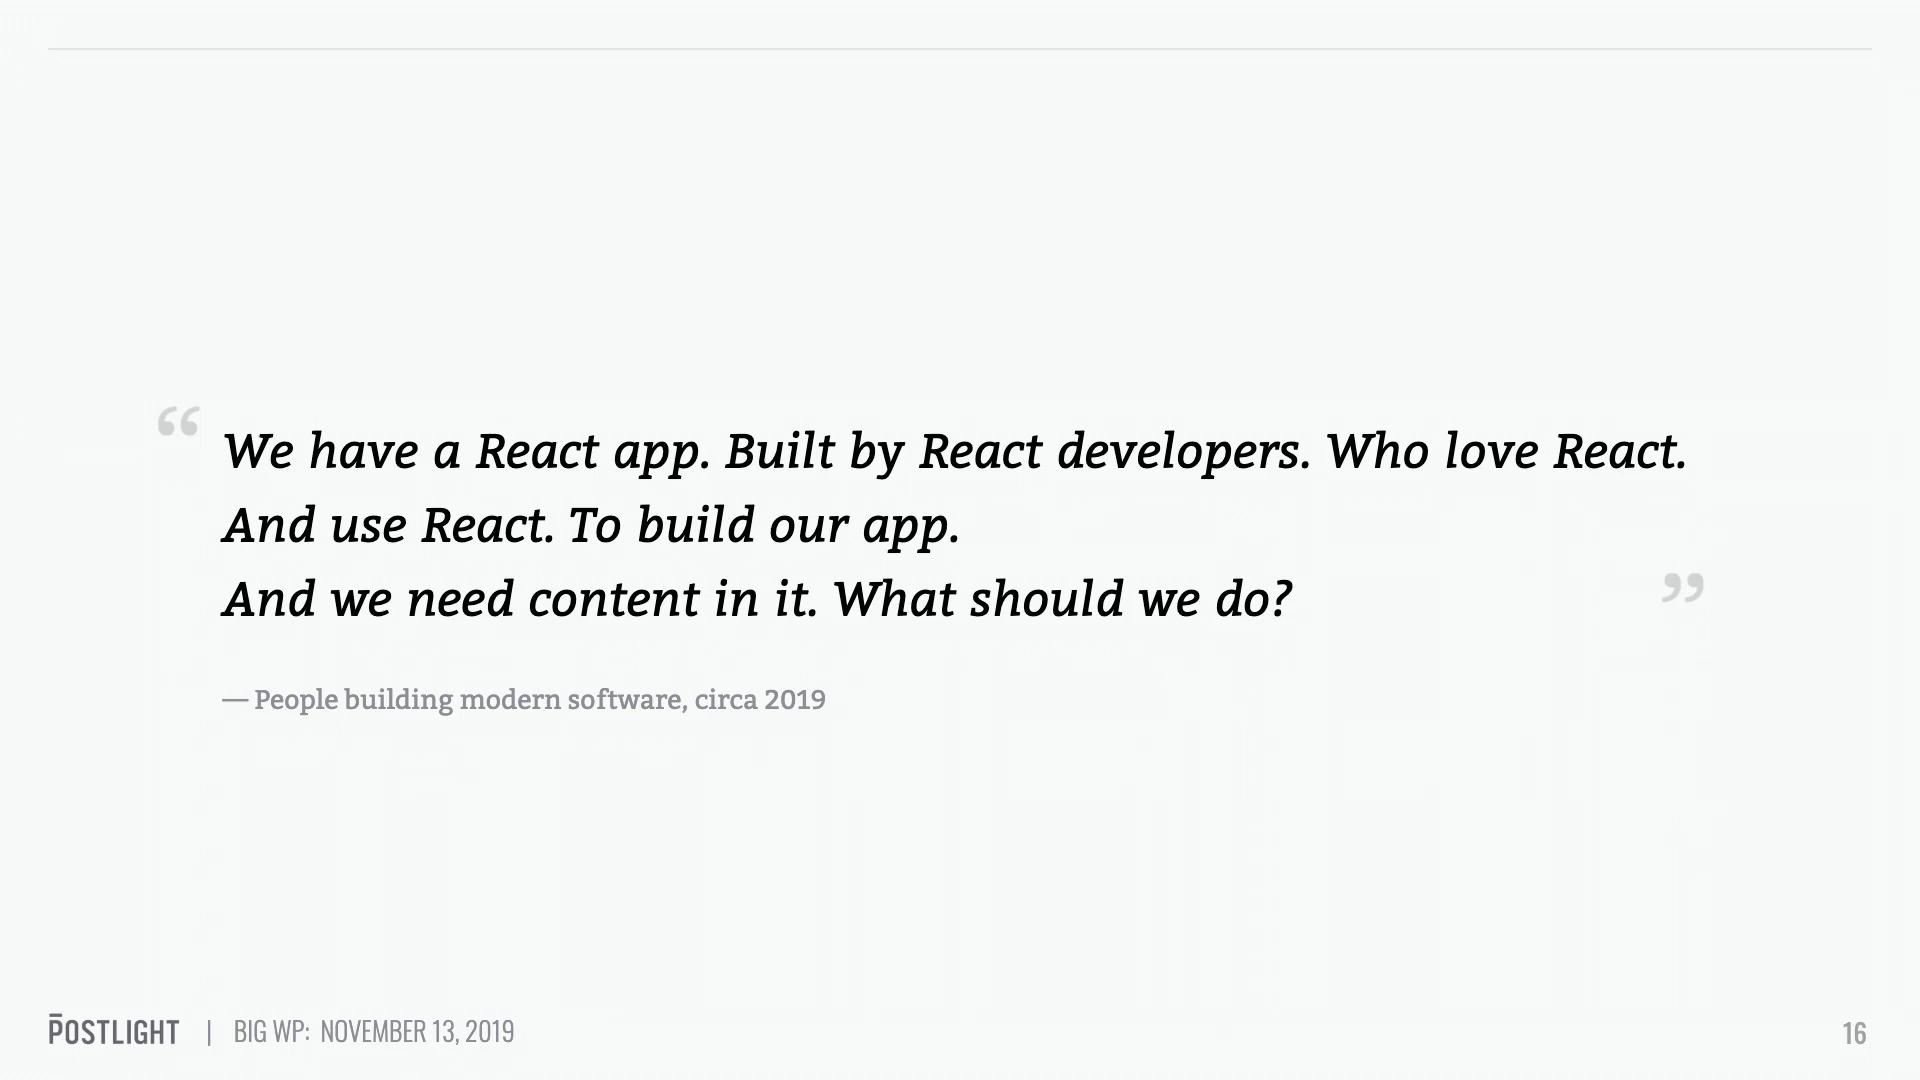 “ We have a React app. Built by React developers. Who love React.
And use React. To build our app.
And we need content in it. What should we do? ”
— People building modern software, circa 2019
POSTLIGHT | BIG WP: NOVEMBER 13, 2019
16